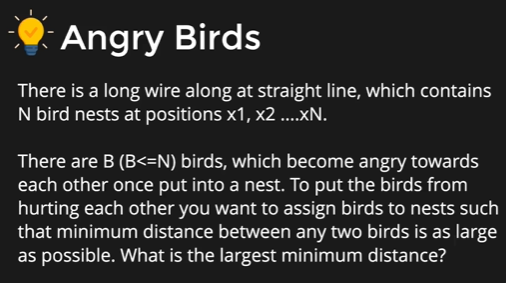 Angry Birds
There is a long wire along at straight line, which contains
N bird nests at positions x1, x2 ....xN.
There are B (B<=N) birds, which become angry towards
each other once put into a nest. To put the birds from
hurting each other you want to assign birds to nests such
that minimum distance between any two birds is as large
as possible. What is the largest minimum distance?